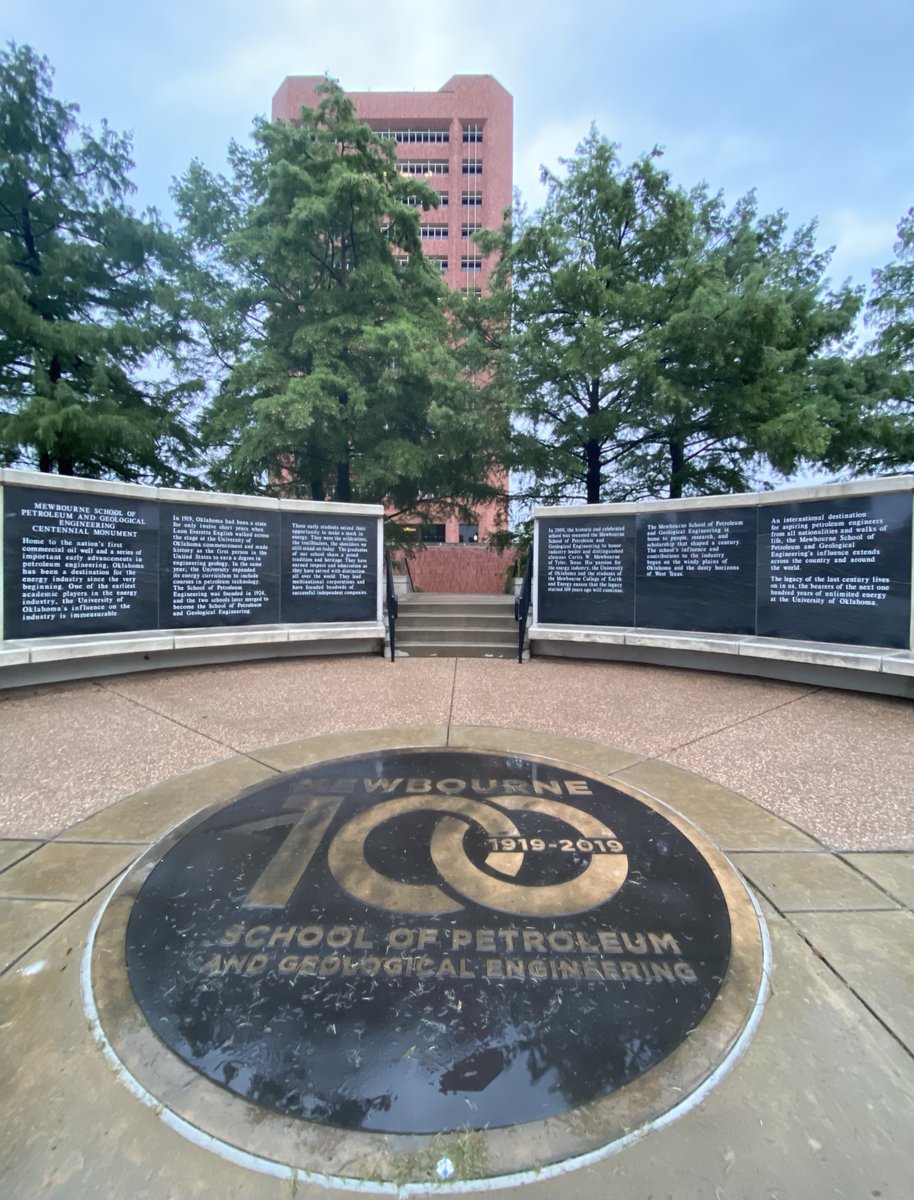 MEWBOURNE SCHOOL OF
PETROLEUM AND GEOLOGICAL
ENGINEERING
CENTENNIAL MONUMENT
Home to the nation's first
commercial oil well and a series of
important early advancements in
petroleum engineering, Oklahoma
has been a destination for the
energy industry since the very
beginning. One of the earliest
academic players in the energy
industry, the University of
Oklahoma's influence on the
industry is immeasurable.
In 1919, Oklahoma had been a state
for only twelve short years when
Leon Everette English walked across
the stage at the University of
Oklahoma commencement and made
history as the first person in the
United States to earn a degree in
engineering geology. In the same
year, the University expanded
its energy curriculum to include
courses in petroleum technology.
The School of Petroleum
Engineering was founded in 1924,
and the two schools later merged to
become the School of Petroleum
and Geological Engineering.
These early students seized their
opportunity to make a mark in
energy. They were the wildcatters,
the trailblazers, the giants who
still stand out today. The graduates
of our school share a proud
tradition and history. They have
earned respect and admiration as
they have served with distinction
all over the world. They lead
multinational corporations and
have founded hundreds of
successful independent companies.
In 2000, the historic and celebrated
school was renamed the Mewbourne
School of Petroleum and
Geological Engineering to honor
industry leader and distinguished
alumnus Curtis W. Mewbourne of
Tyler, Texas. His passion for
the energy industry, the University
of Oklahoma and the students of
the Mewbourne College of Earth
and Energy ensure that the legacy
started 100 years ago will continue
The Mewbourne School of Petroleum
and Geological Engineering is
home to people, research, and
leadership that shaped a century.
The school's influence and
contributions to the industry
began on the windy plains of
Oklahoma and the dusty horizons
of West Texas.
An international destination
for aspiring petroleum engineers
from all nationalities and walks of
life, the Mewbourne School of
Petroleum and Geological
Engineering's influence extends
across the country and around
the world.
The legacy of the last century lives
on in us, the bearers of the next one
hundred years of unlimited energy
at the University of Oklahoma.
MEWBOURNE
100
1919-2019
SCHOOL OF PETROLEUM
AND GEOLOGICAL ENGINEERING